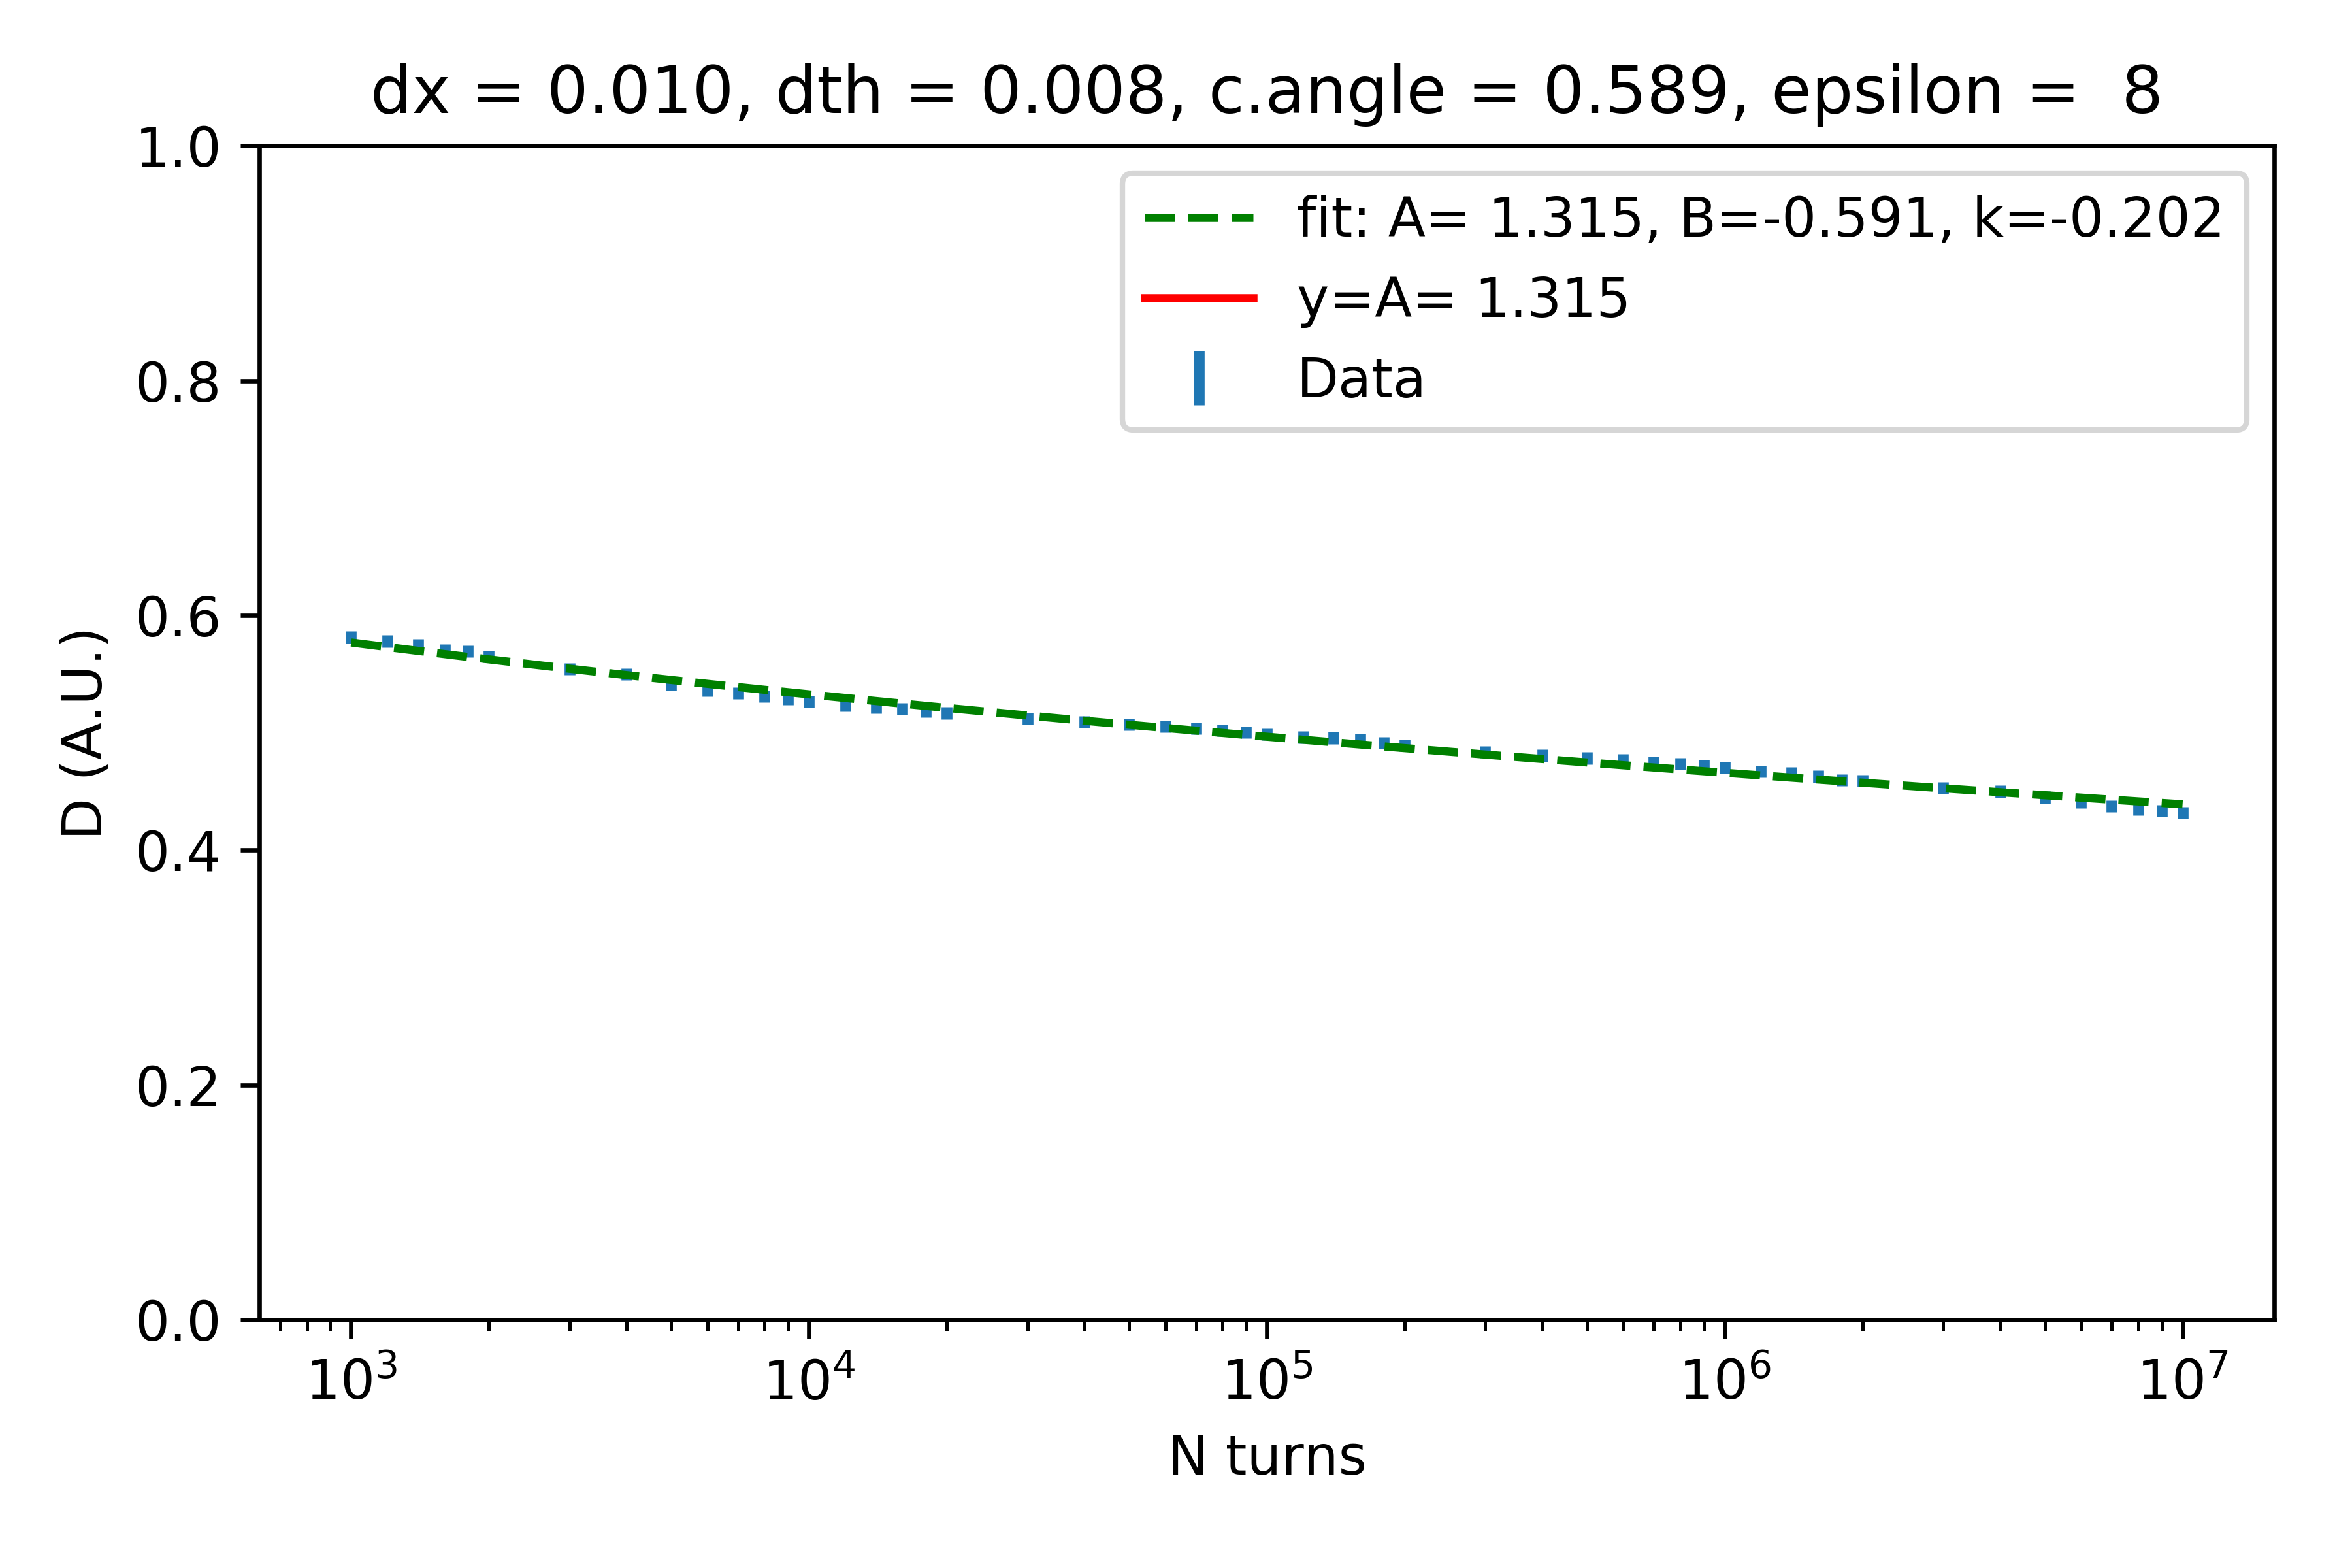 dx = 0.010, dth = 0.008, c.angle = 0.589, epsilon =  8
1.0
0.8
0.6
0.4
0.2
0.0
D (A.U.)
fit: A= 1.315, B=-0.591, k=-0.202
y=A= 1.315
Data
10³ 10⁴ 10⁵ 10⁶ 10⁷
N turns